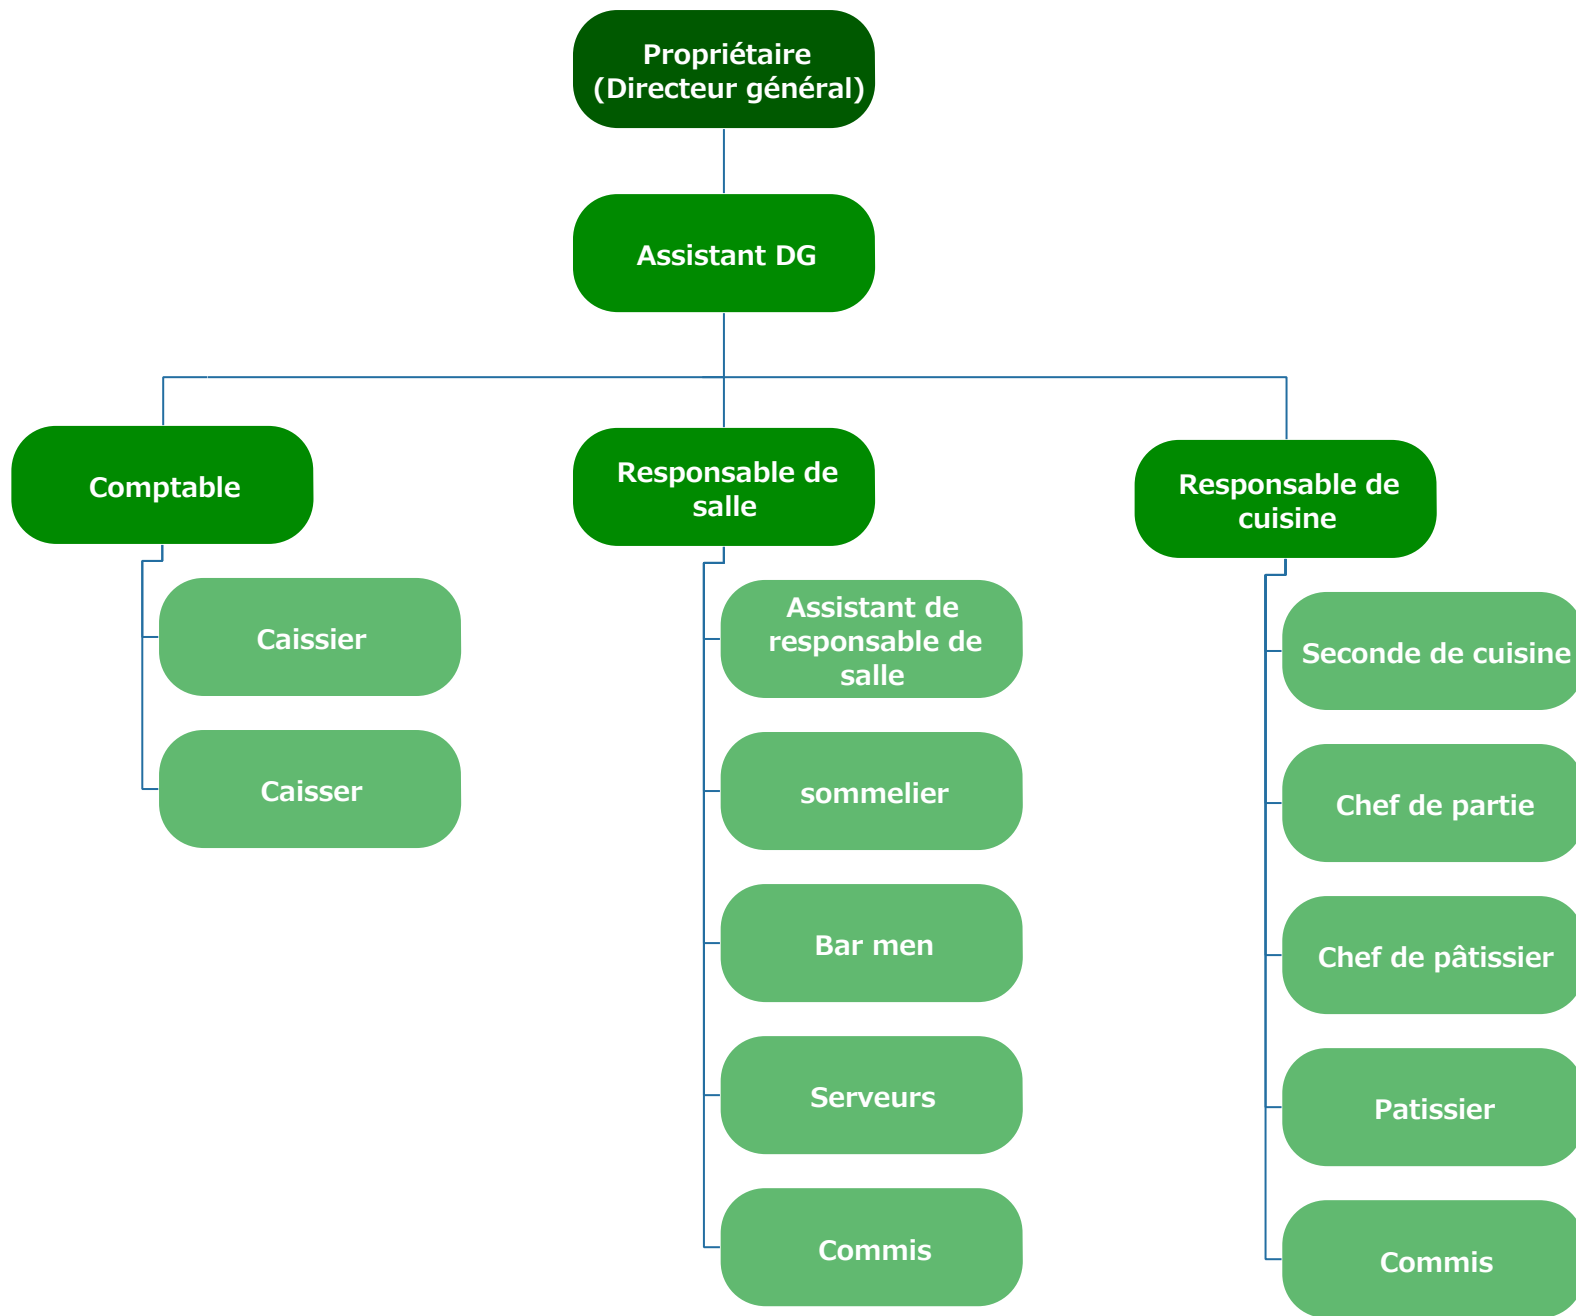 Propriétaire
(Directeur général)
Assistant DG
Comptable
Responsable de
salle
Responsable de
cuisine
Caissier
Caisser
Assistant de
responsable de
salle
sommelier
Bar men
Serveurs
Commis
Seconde de cuisine
Chef de partie
Chef de pâtissier
Patissier
Commis